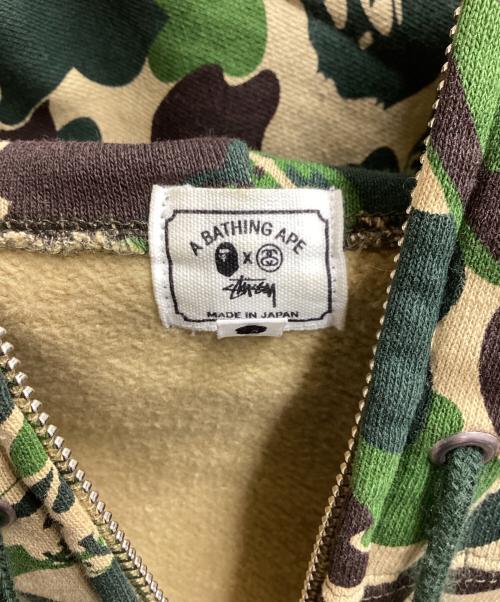 A BATHING APE
X
STUSSY
MADE IN JAPAN